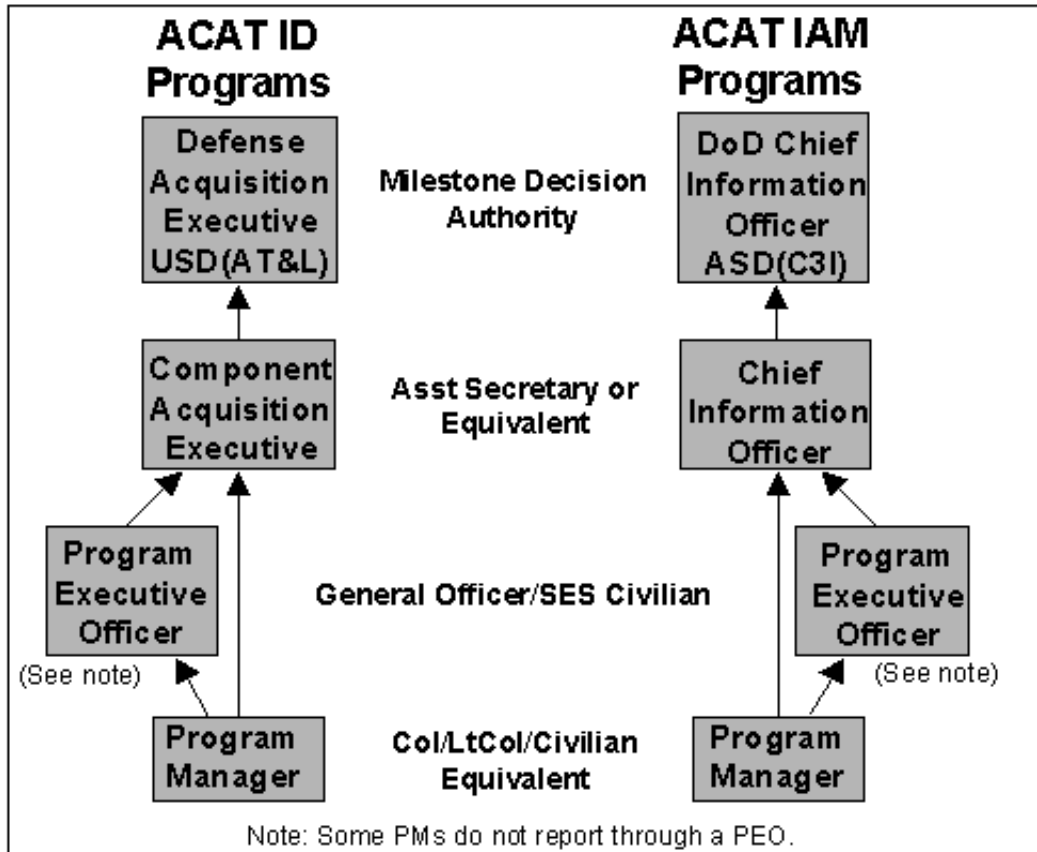 ACAT ID
Programs
ACAT IAM
Programs
Defense
Acquisition
Executive
USD(AT&L)
Milestone Decision
Authority
DoD Chief
Information
Officer
ASD(C3I)
Component
Acquisition
Executive
Asst Secretary or
Equivalent
Chief
Information
Officer
Program
Executive
Officer
(See note)
General Officer/SES Civilian
Program
Executive
Officer
(See note)
Program
Manager
Col/LtCol/Civilian
Equivalent
Program
Manager
Note: Some PMs do not report through a PEO.